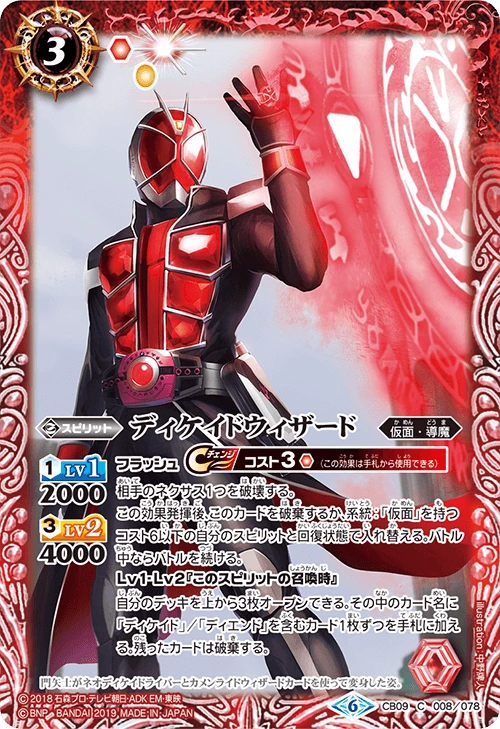 3
ディケイドウィザード
スピリット
かめん どうま
仮面・導魔
1 LV1
2000
3 LV2
4000
フラッシュ チェンジ コスト3 (この効果は手札から使用できる)
相手のネクサス1つを破壊する。
この効果発揮後、このカードを破棄するか、系統:「仮面」を持つ
コスト6以下の自分のスピリットと回復状態で入れ替える。バトル
中ならバトルを続ける。
Lv1・Lv2『このスピリットの召喚時』
自分のデッキを上から3枚オープンできる。その中のカード名に
「ディケイド」/「ディエンド」を含むカード1枚ずつを手札に加え
る。残ったカードは破棄する。
門矢士がネオディケイドライバーとカメンライドウィザードカードを使って変身した姿。
©2018 石森プロ・テレビ朝日・ADK EM・東映
©BNP・BANDAI 2019, MADE IN JAPAN
6 CB09 C 008/078